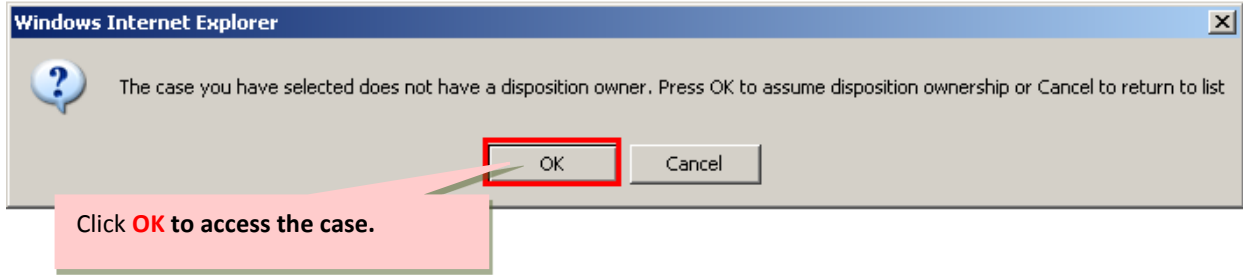 Windows Internet Explorer
The case you have selected does not have a disposition owner. Press OK to assume disposition ownership or Cancel to return to list
OK Cancel
Click OK to access the case.